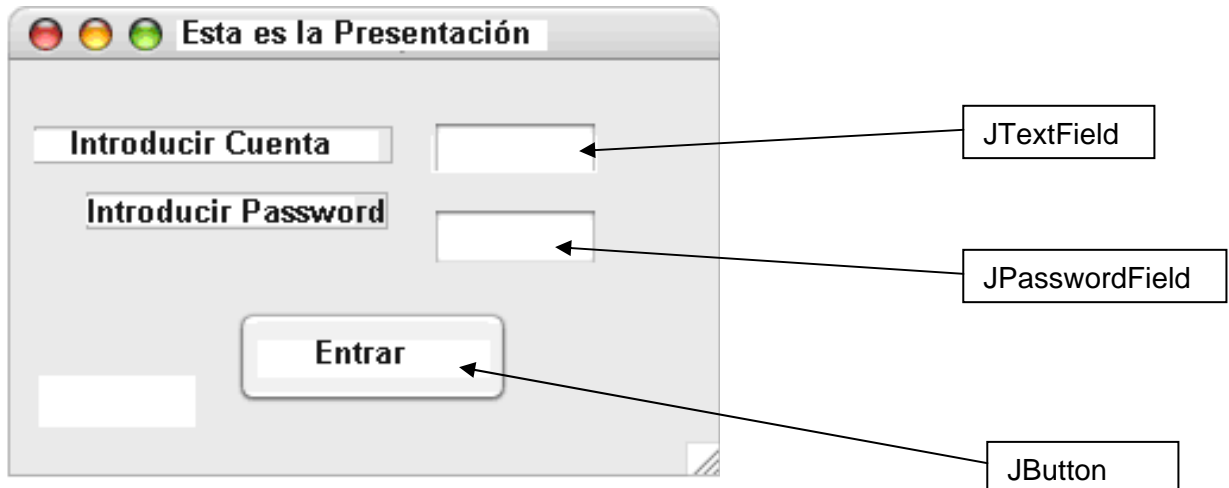 Esta es la Presentación
Introducir Cuenta
JTextField
Introducir Password
JPasswordField
Entrar
JButton